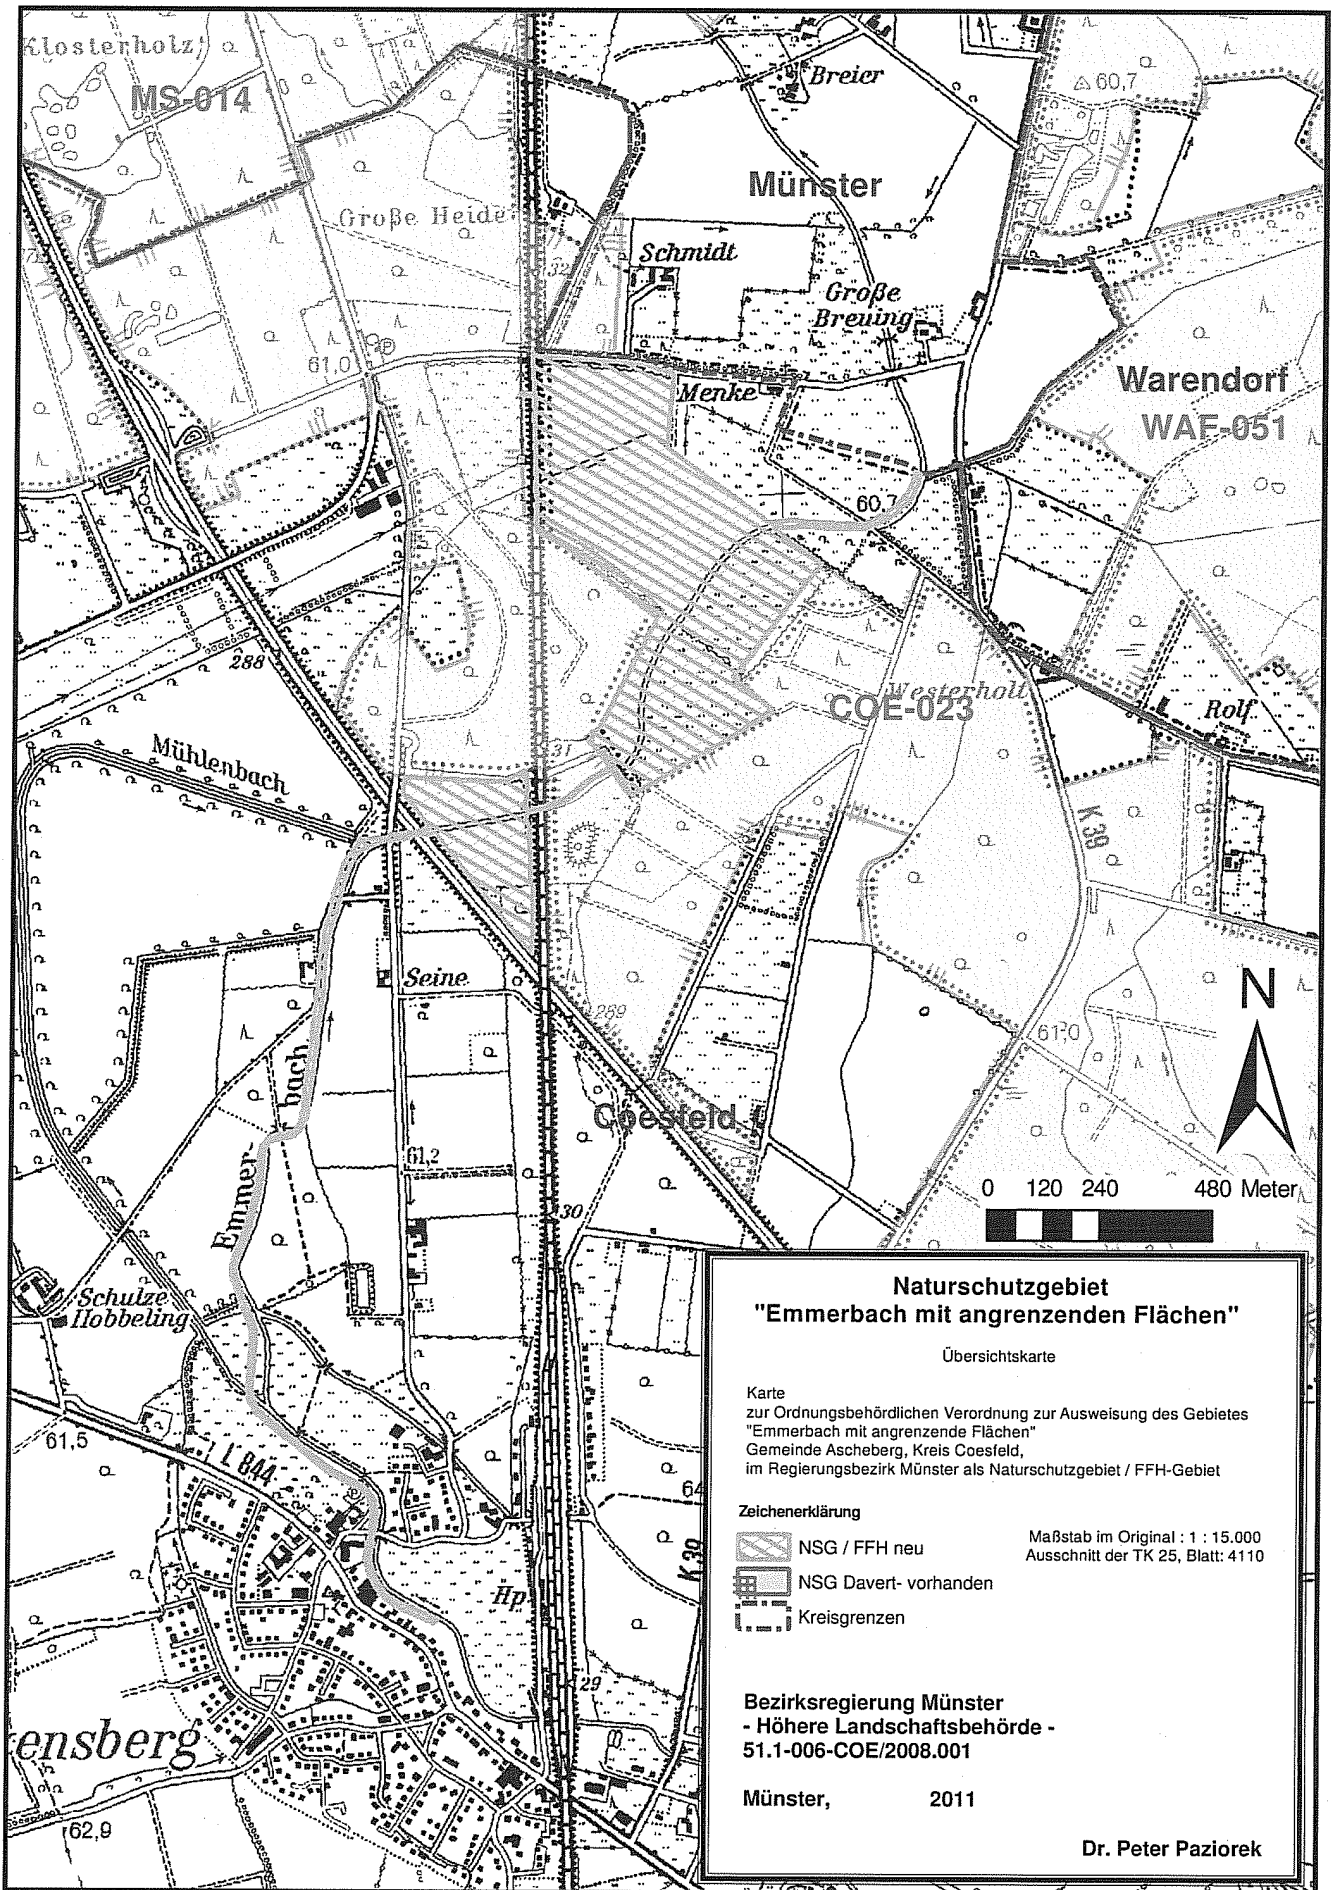 Klosterholz
MS-014
Breier
60,7
Münster
Große Heide
Schmidt
32
Große
Breuing
61,0
P
Menke
Warendorf
WAF-051
60,7
288
Westerholt
COE-023
Rolf
31
Mühlenbach
K 39
Seine
289
N
61,0
Emmer-
bach
Coesfeld
61,2
0 120 240 480 Meter
30
Schulze
Hobbeling
61,5
L 844
64
K 39
Hp
29
ensberg
62,9
Naturschutzgebiet
"Emmerbach mit angrenzenden Flächen"
Übersichtskarte
Karte
zur Ordnungsbehördlichen Verordnung zur Ausweisung des Gebietes
"Emmerbach mit angrenzende Flächen"
Gemeinde Ascheberg, Kreis Coesfeld,
im Regierungsbezirk Münster als Naturschutzgebiet / FFH-Gebiet
Zeichenerklärung
NSG / FFH neu
NSG Davert- vorhanden
Kreisgrenzen
Maßstab im Original : 1 : 15.000
Ausschnitt der TK 25, Blatt: 4110
Bezirksregierung Münster
- Höhere Landschaftsbehörde -
51.1-006-COE/2008.001
Münster, 2011
Dr. Peter Paziorek